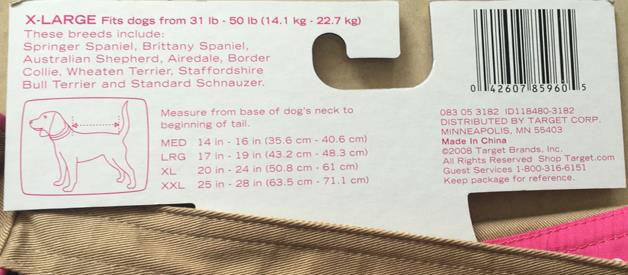 X-LARGE Fits dogs from 31 lb - 50 lb (14.1 kg - 22.7 kg)
These breeds include:
Springer Spaniel, Brittany Spaniel,
Australian Shepherd, Airedale, Border
Collie, Wheaten Terrier, Staffordshire
Bull Terrier and Standard Schnauzer.
Measure from base of dog's neck to
beginning of tail.
MED 14 in - 16 in (35.6 cm - 40.6 cm)
LRG 17 in - 19 in (43.2 cm - 48.3 cm)
XL 20 in - 24 in (50.8 cm - 61 cm)
XXL 25 in - 28 in (63.5 cm - 71.1 cm)
0 42607 85960 5
083 05 3182 ID118480-3182
DISTRIBUTED BY TARGET CORP.
MINNEAPOLIS, MN 55403
Made In China
©2008 Target Brands, Inc.
All Rights Reserved Shop Target.com
Guest Services 1-800-316-6151
Keep package for reference.